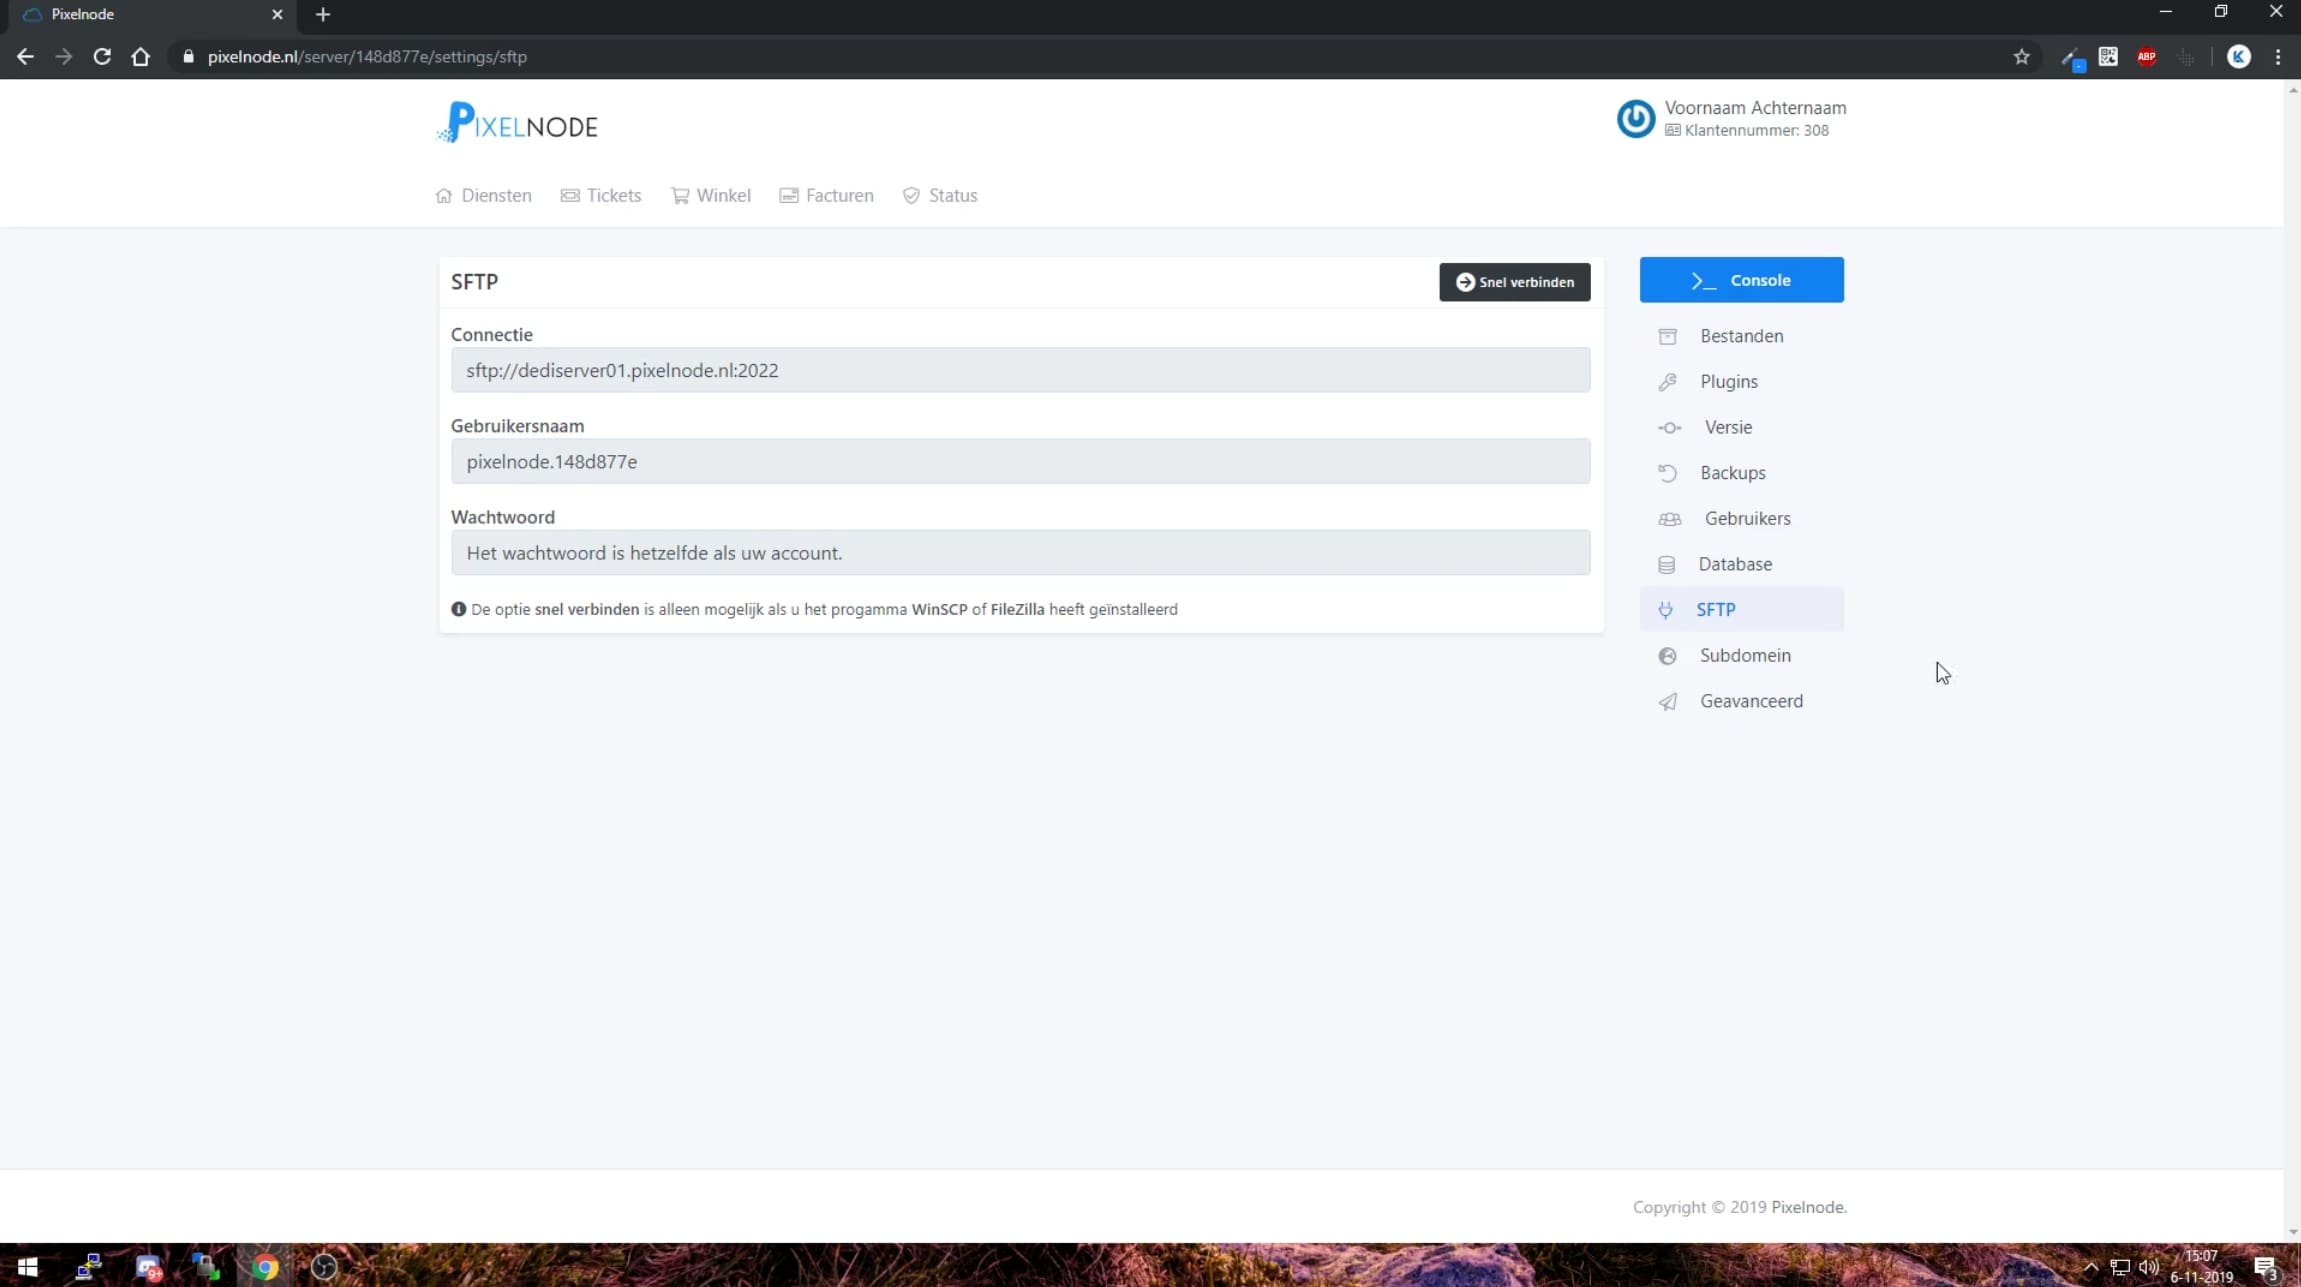 Pixelnode
pixelnode.nl/server/148d877e/settings/sftp
ABP
K
PIXELNODE
Voornaam Achternaam
Klantennummer: 308
Diensten
Tickets
Winkel
Facturen
Status
SFTP
Snel verbinden
Connectie
sftp://dediserver01.pixelnode.nl:2022
Gebruikersnaam
pixelnode.148d877e
Wachtwoord
Het wachtwoord is hetzelfde als uw account.
De optie snel verbinden is alleen mogelijk als u het progamma WinSCP of FileZilla heeft geïnstalleerd
Console
Bestanden
Plugins
Versie
Backups
Gebruikers
Database
SFTP
Subdomein
Geavanceerd
Copyright © 2019 Pixelnode.
9+
15:07
6-11-2019
3